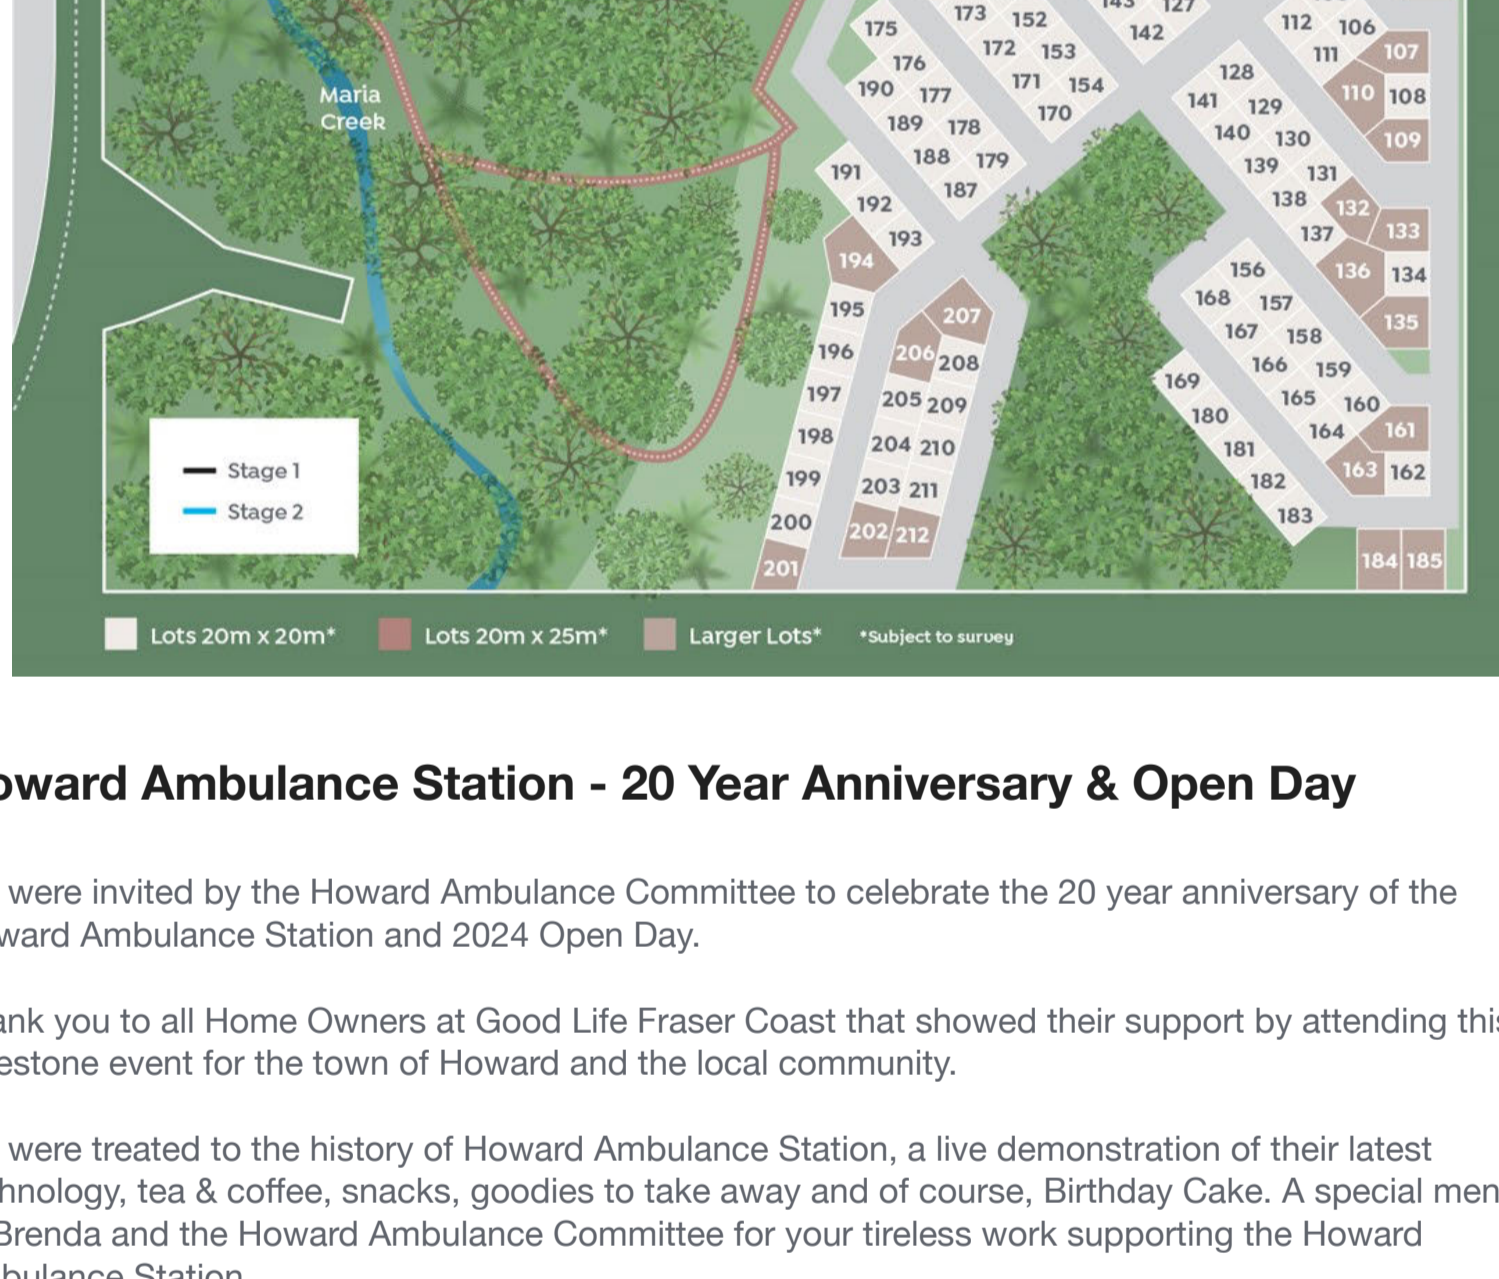 143 127
173 152 112 106
175 142
172 153 111 107
176 128
171 154 110 108
190 177 141 129
170
189 178 140 130 109
188 179 139 131
191 187 138 132
192 137 133
193
194 156 136 134
195 168 157
207 167 158 135
196 206 208 166 159
197 205 209 169 165 160
198 204 210 180 164 161
199 203 211 181 163 162
200 202 212 182
201 183
184 185
Maria
Creek
Stage 1
Stage 2
Lots 20m x 20m* Lots 20m x 25m* Larger Lots* *Subject to survey
oward Ambulance Station - 20 Year Anniversary & Open Day
were invited by the Howard Ambulance Committee to celebrate the 20 year anniversary of the
ward Ambulance Station and 2024 Open Day.
ank you to all Home Owners at Good Life Fraser Coast that showed their support by attending this
estone event for the town of Howard and the local community.
were treated to the history of Howard Ambulance Station, a live demonstration of their latest
hnology, tea & coffee, snacks, goodies to take away and of course, Birthday Cake. A special men
Brenda and the Howard Ambulance Committee for your tireless work supporting the Howard
bulance Station